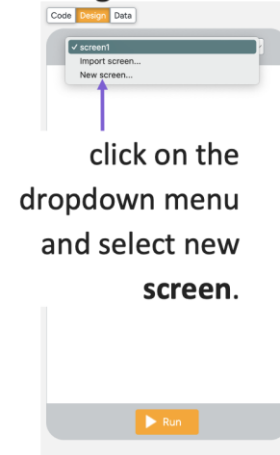 Code Design Data
✓ screen1
Import screen...
New screen...
click on the
dropdown menu
and select new
screen.
Run